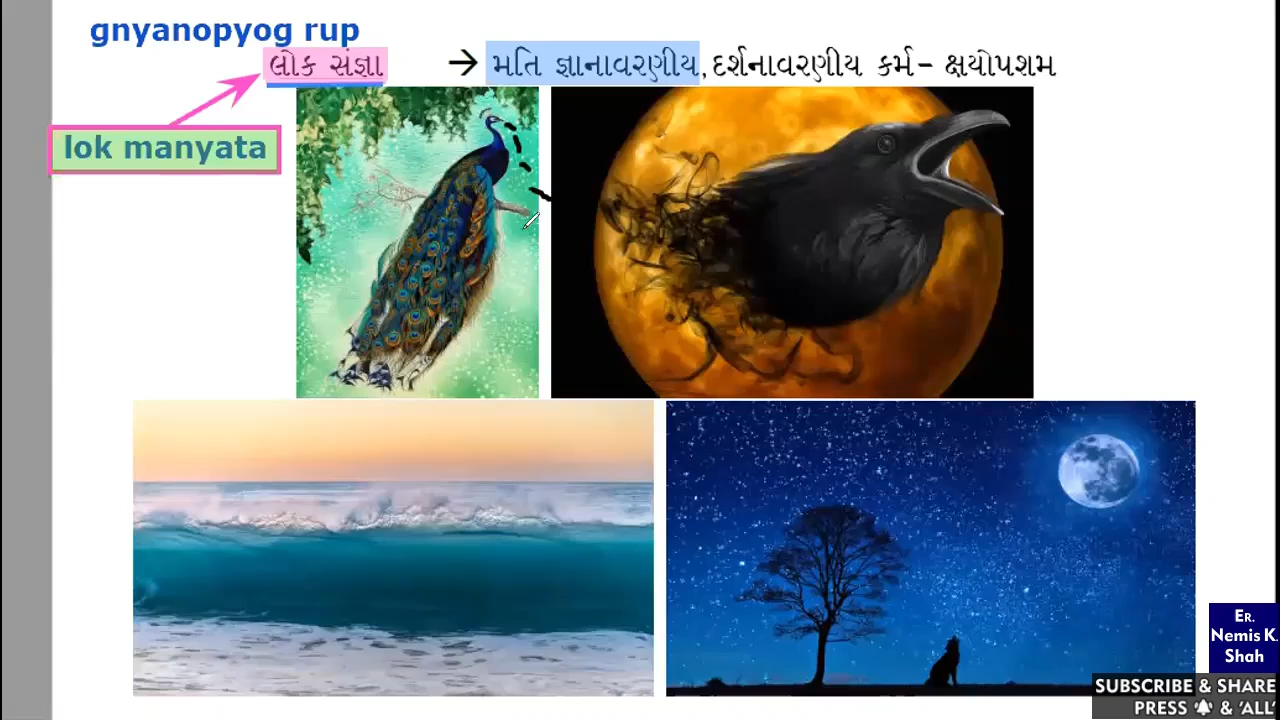 gnyanopyog rup
લોક સંજ્ઞા → મતિ જ્ઞાનાવરણીય, દર્શનાવરણીય કર્મ - ક્ષયોપશમ
lok manyata
Er.
Nemis K.
Shah
SUBSCRIBE & SHARE
PRESS 🔔 & 'ALL'